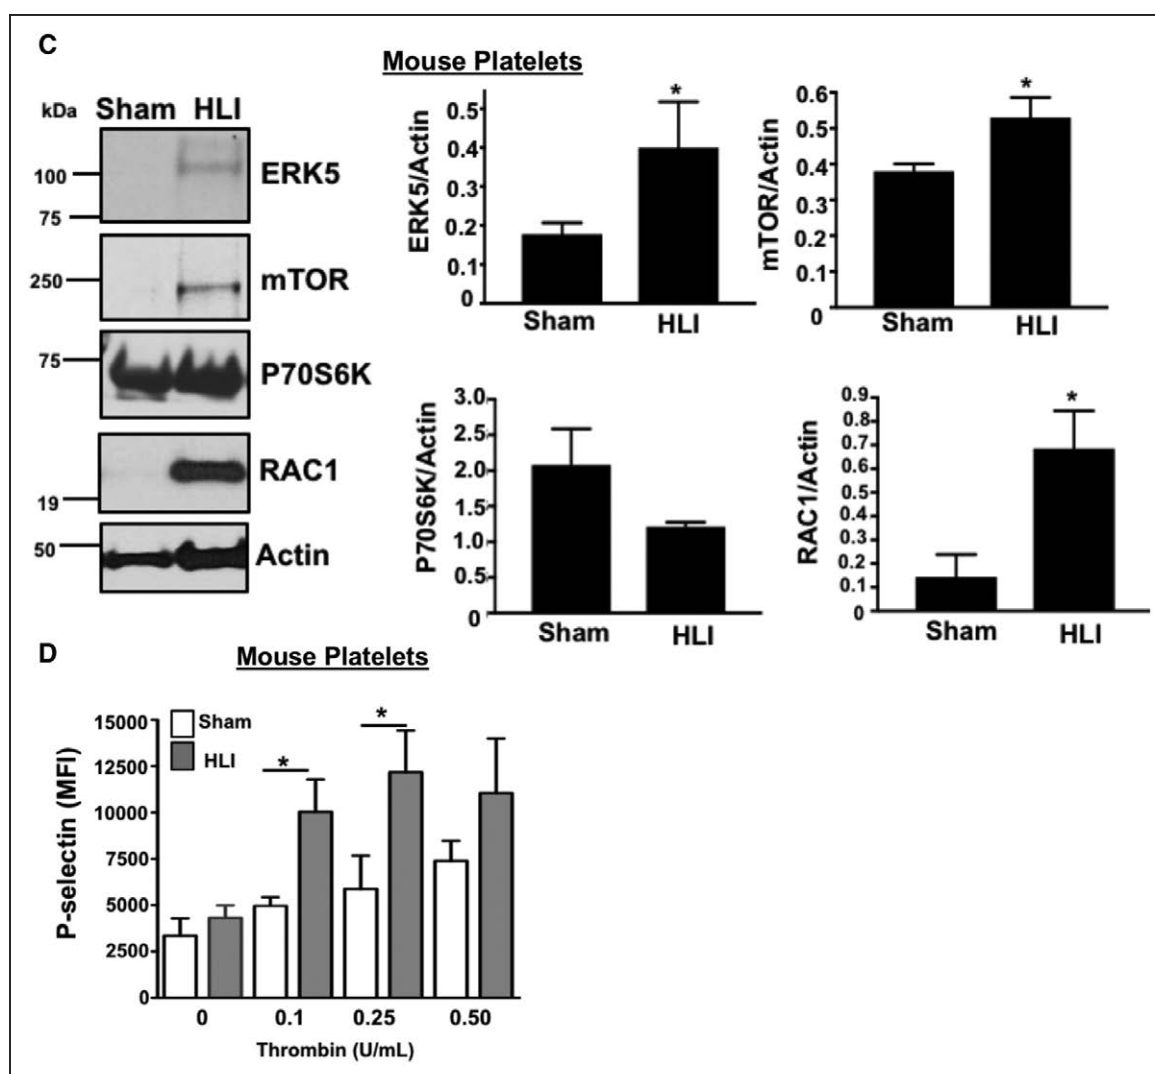 C
Mouse Platelets
kDa Sham HLI
ERK5
100
75
mTOR
250
P70S6K
75
RAC1
19
Actin
50
ERK5/Actin
0.5
0.4
0.3
0.2
0.1
0
*
Sham HLI
mTOR/Actin
0.6
0.5
0.4
0.3
0.2
0.1
0
*
Sham HLI
P70S6K/Actin
3.0
2.5
2.0
1.5
1.0
0.5
0
Sham HLI
RAC1/Actin
0.9
0.8
0.7
0.6
0.5
0.4
0.3
0.2
0.1
0
*
Sham HLI
D
Mouse Platelets
Sham
HLI
P-selectin (MFI)
15000
12500
10000
7500
5000
2500
0
*
*
0 0.1 0.25 0.50
Thrombin (U/mL)